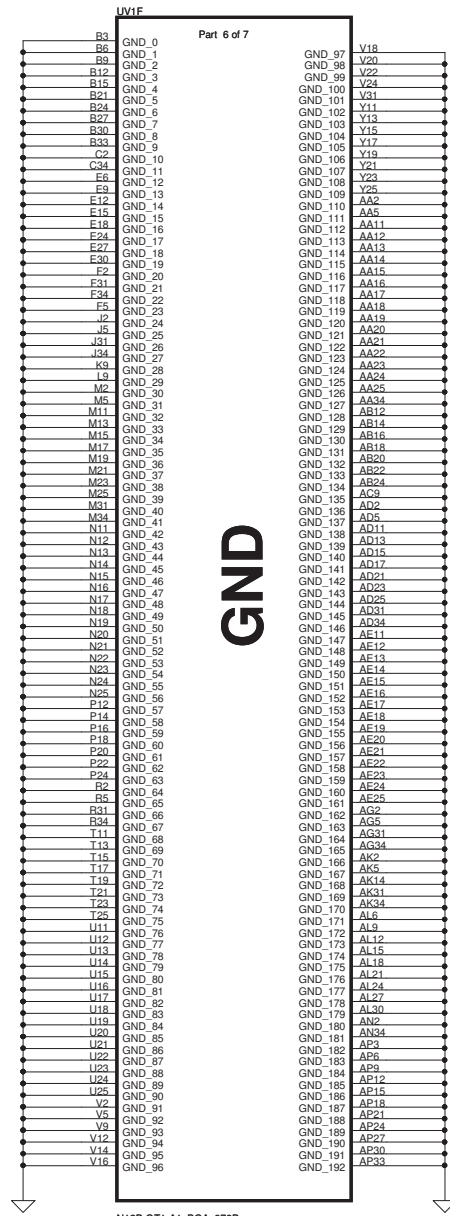 UV1F
Part 6 of 7
B3 GND_0
B6 GND_1
B9 GND_2
B12 GND_3
B15 GND_4
B21 GND_5
B24 GND_6
B27 GND_7
B30 GND_8
B33 GND_9
C2 GND_10
C34 GND_11
E6 GND_12
E9 GND_13
E12 GND_14
E15 GND_15
E18 GND_16
E24 GND_17
E27 GND_18
E30 GND_19
F2 GND_20
F31 GND_21
F34 GND_22
F5 GND_23
J2 GND_24
J5 GND_25
J31 GND_26
J34 GND_27
K9 GND_28
L9 GND_29
M2 GND_30
M5 GND_31
M11 GND_32
M13 GND_33
M15 GND_34
M17 GND_35
M19 GND_36
M21 GND_37
M23 GND_38
M25 GND_39
M31 GND_40
M34 GND_41
N11 GND_42
N12 GND_43
N13 GND_44
N14 GND_45
N15 GND_46
N16 GND_47
N17 GND_48
N18 GND_49
N19 GND_50
N20 GND_51
N21 GND_52
N22 GND_53
N23 GND_54
N24 GND_55
N25 GND_56
P12 GND_57
P14 GND_58
P16 GND_59
P18 GND_60
P20 GND_61
P22 GND_62
P24 GND_63
R2 GND_64
R5 GND_65
R31 GND_66
R34 GND_67
T11 GND_68
T13 GND_69
T15 GND_70
T17 GND_71
T19 GND_72
T21 GND_73
T23 GND_74
T25 GND_75
U11 GND_76
U12 GND_77
U13 GND_78
U14 GND_79
U15 GND_80
U16 GND_81
U17 GND_82
U18 GND_83
U19 GND_84
U20 GND_85
U21 GND_86
U22 GND_87
U23 GND_88
U24 GND_89
U25 GND_90
V2 GND_91
V5 GND_92
V9 GND_93
V12 GND_94
V14 GND_95
V16 GND_96
GND
GND_97 V18
GND_98 V20
GND_99 V22
GND_100 V24
GND_101 V31
GND_102 Y11
GND_103 Y13
GND_104 Y15
GND_105 Y17
GND_106 Y19
GND_107 Y21
GND_108 Y23
GND_109 Y25
GND_110 AA2
GND_111 AA5
GND_112 AA11
GND_113 AA12
GND_114 AA13
GND_115 AA14
GND_116 AA15
GND_117 AA16
GND_118 AA17
GND_119 AA18
GND_120 AA19
GND_121 AA20
GND_122 AA21
GND_123 AA22
GND_124 AA23
GND_125 AA24
GND_126 AA25
GND_127 AA34
GND_128 AB12
GND_129 AB14
GND_130 AB16
GND_131 AB18
GND_132 AB20
GND_133 AB22
GND_134 AB24
GND_135 AC9
GND_136 AD2
GND_137 AD5
GND_138 AD11
GND_139 AD13
GND_140 AD15
GND_141 AD17
GND_142 AD21
GND_143 AD23
GND_144 AD25
GND_145 AD31
GND_146 AD34
GND_147 AE11
GND_148 AE12
GND_149 AE13
GND_150 AE14
GND_151 AE15
GND_152 AE16
GND_153 AE17
GND_154 AE18
GND_155 AE19
GND_156 AE20
GND_157 AE21
GND_158 AE22
GND_159 AE23
GND_160 AE24
GND_161 AE25
GND_162 AG2
GND_163 AG5
GND_164 AG31
GND_165 AG34
GND_166 AK2
GND_167 AK5
GND_168 AK14
GND_169 AK31
GND_170 AK34
GND_171 AL6
GND_172 AL9
GND_173 AL12
GND_174 AL15
GND_175 AL18
GND_176 AL21
GND_177 AL24
GND_178 AL27
GND_179 AL30
GND_180 AN2
GND_181 AN34
GND_182 AP3
GND_183 AP6
GND_184 AP9
GND_185 AP12
GND_186 AP15
GND_187 AP18
GND_188 AP21
GND_189 AP24
GND_190 AP27
GND_191 AP30
GND_192 AP33